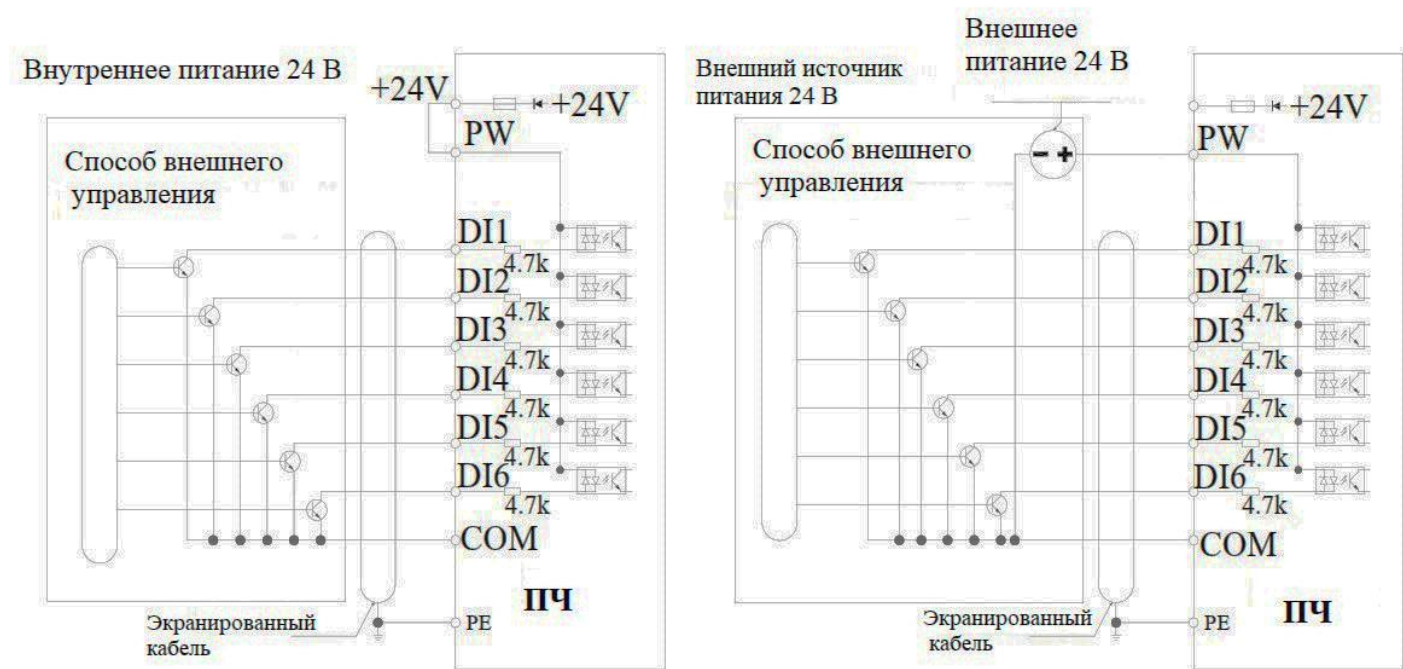 Внутреннее питание 24 В
+24V
+24V
PW
Способ внешнего
управления
DI1
4.7k
DI2
4.7k
DI3
4.7k
DI4
4.7k
DI5
4.7k
DI6
4.7k
COM
ПЧ
Экранированный
кабель
PE
Внешнее
питание 24 В
Внешний источник
питания 24 В
+24V
PW
Способ внешнего
управления
DI1
4.7k
DI2
4.7k
DI3
4.7k
DI4
4.7k
DI5
4.7k
DI6
4.7k
COM
ПЧ
Экранированный
кабель
PE